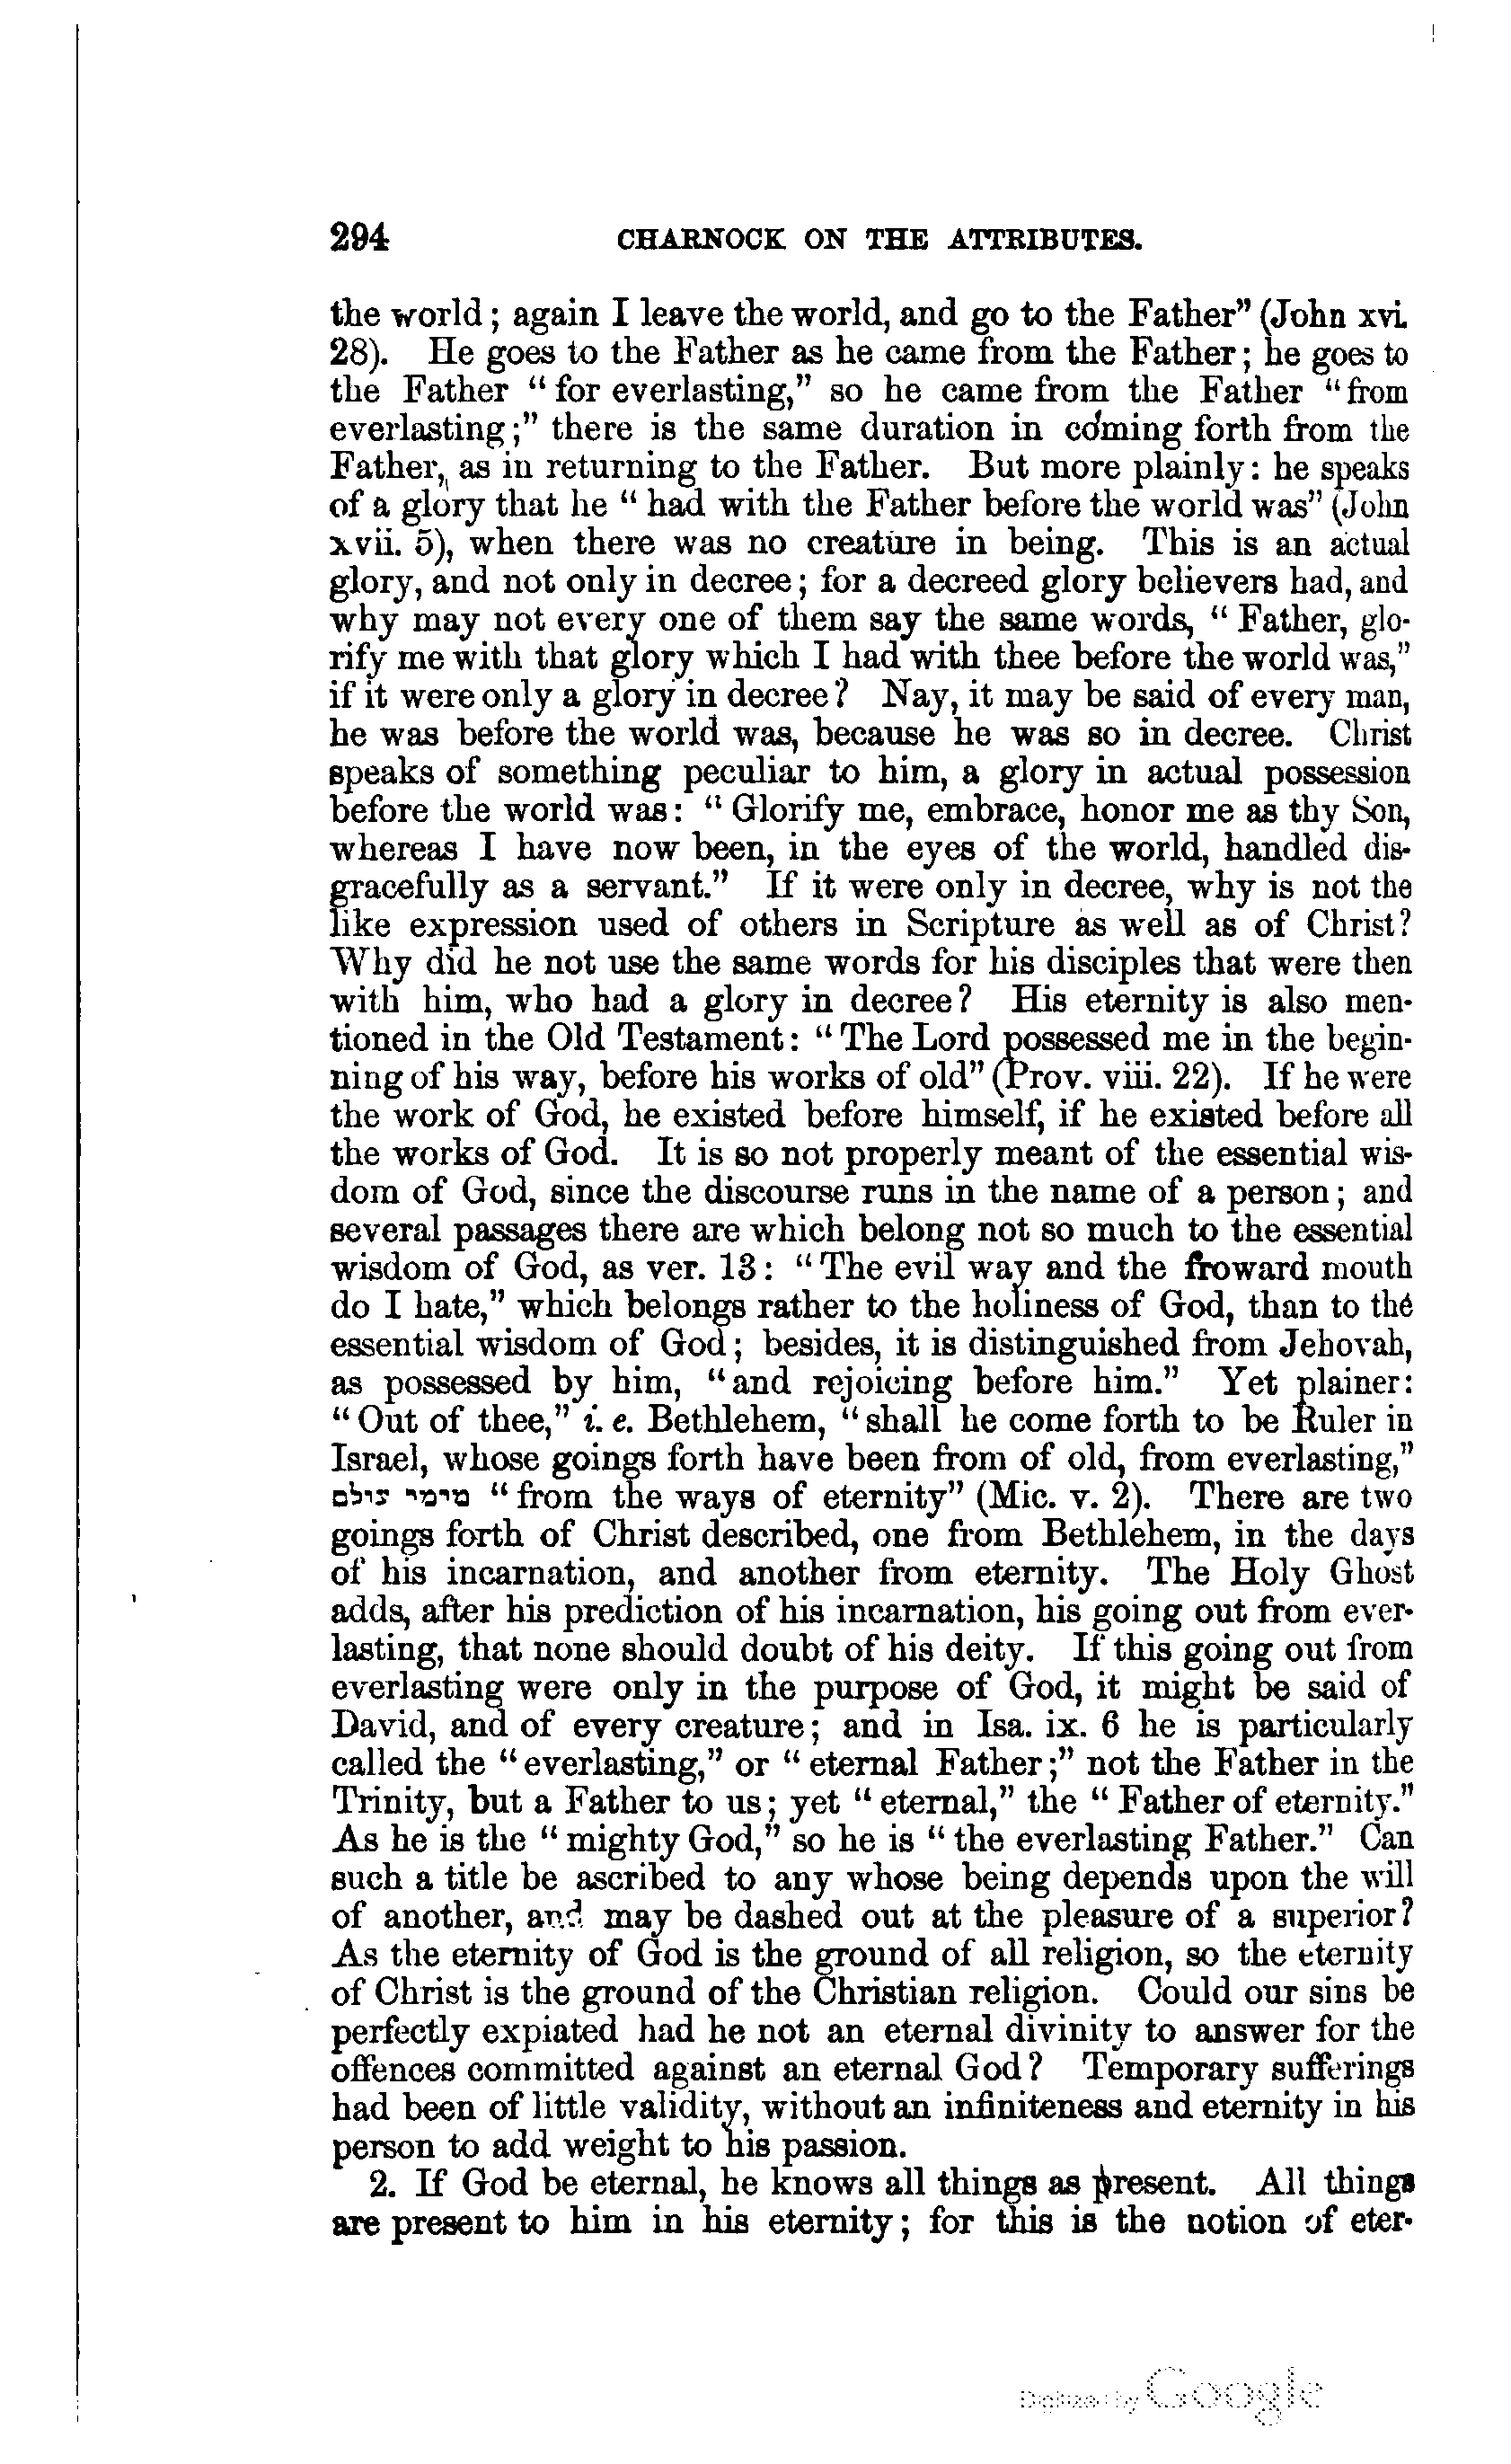 294 CHARNOCK ON THE ATTRIBUTES.
the world; again I leave the world, and go to the Father" (John xvi.
28). He goes to the Father as he came from the Father; he goes to
the Father "for everlasting," so he came from the Father "from
everlasting;" there is the same duration in coming forth from the
Father, as in returning to the Father. But more plainly: he speaks
of a glory that he "had with the Father before the world was" (John
xvii. 5), when there was no creature in being. This is an actual
glory, and not only in decree; for a decreed glory believers had, and
why may not every one of them say the same words, "Father, glo-
rify me with that glory which I had with thee before the world was,"
if it were only a glory in decree? Nay, it may be said of every man,
he was before the world was, because he was so in decree. Christ
speaks of something peculiar to him, a glory in actual possession
before the world was: "Glorify me, embrace, honor me as thy Son,
whereas I have now been, in the eyes of the world, handled dis-
gracefully as a servant." If it were only in decree, why is not the
like expression used of others in Scripture as well as of Christ?
Why did he not use the same words for his disciples that were then
with him, who had a glory in decree? His eternity is also men-
tioned in the Old Testament: "The Lord possessed me in the begin-
ning of his way, before his works of old" (Prov. viii. 22). If he were
the work of God, he existed before himself, if he existed before all
the works of God. It is so not properly meant of the essential wis-
dom of God, since the discourse runs in the name of a person; and
several passages there are which belong not so much to the essential
wisdom of God, as ver. 13: "The evil way and the froward mouth
do I hate," which belongs rather to the holiness of God, than to the
essential wisdom of God; besides, it is distinguished from Jehovah,
as possessed by him, "and rejoicing before him." Yet plainer:
"Out of thee," i. e. Bethlehem, "shall he come forth to be Ruler in
Israel, whose goings forth have been from of old, from everlasting,"
מימי עולם "from the ways of eternity" (Mic. v. 2). There are two
goings forth of Christ described, one from Bethlehem, in the days
of his incarnation, and another from eternity. The Holy Ghost
adds, after his prediction of his incarnation, his going out from ever-
lasting, that none should doubt of his deity. If this going out from
everlasting were only in the purpose of God, it might be said of
David, and of every creature; and in Isa. ix. 6 he is particularly
called the "everlasting," or "eternal Father;" not the Father in the
Trinity, but a Father to us; yet "eternal," the "Father of eternity."
As he is the "mighty God," so he is "the everlasting Father." Can
such a title be ascribed to any whose being depends upon the will
of another, and may be dashed out at the pleasure of a superior?
As the eternity of God is the ground of all religion, so the eternity
of Christ is the ground of the Christian religion. Could our sins be
perfectly expiated had he not an eternal divinity to answer for the
offences committed against an eternal God? Temporary sufferings
had been of little validity, without an infiniteness and eternity in his
person to add weight to his passion.
2. If God be eternal, he knows all things as present. All things
are present to him in his eternity; for this is the notion of eter-
Digitized by Google